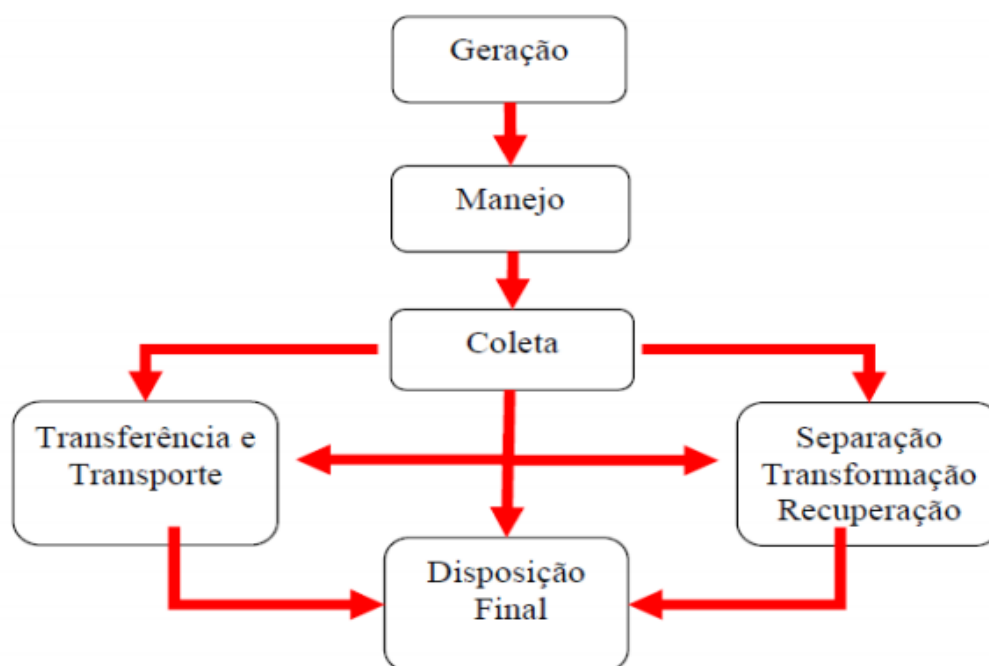 Geração
Manejo
Coleta
Transferência e
Transporte
Separação
Transformação
Recuperação
Disposição
Final